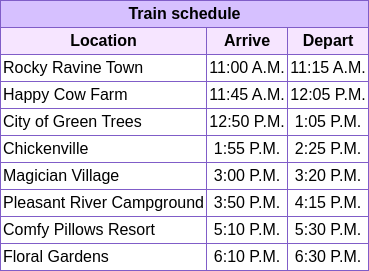 Train schedule
Location Arrive Depart
Rocky Ravine Town 11:00 A.M. 11:15 A.M.
Happy Cow Farm 11:45 A.M. 12:05 P.M.
City of Green Trees 12:50 P.M. 1:05 P.M.
Chickenville 1:55 P.M. 2:25 P.M.
Magician Village 3:00 P.M. 3:20 P.M.
Pleasant River Campground 3:50 P.M. 4:15 P.M.
Comfy Pillows Resort 5:10 P.M. 5:30 P.M.
Floral Gardens 6:10 P.M. 6:30 P.M.